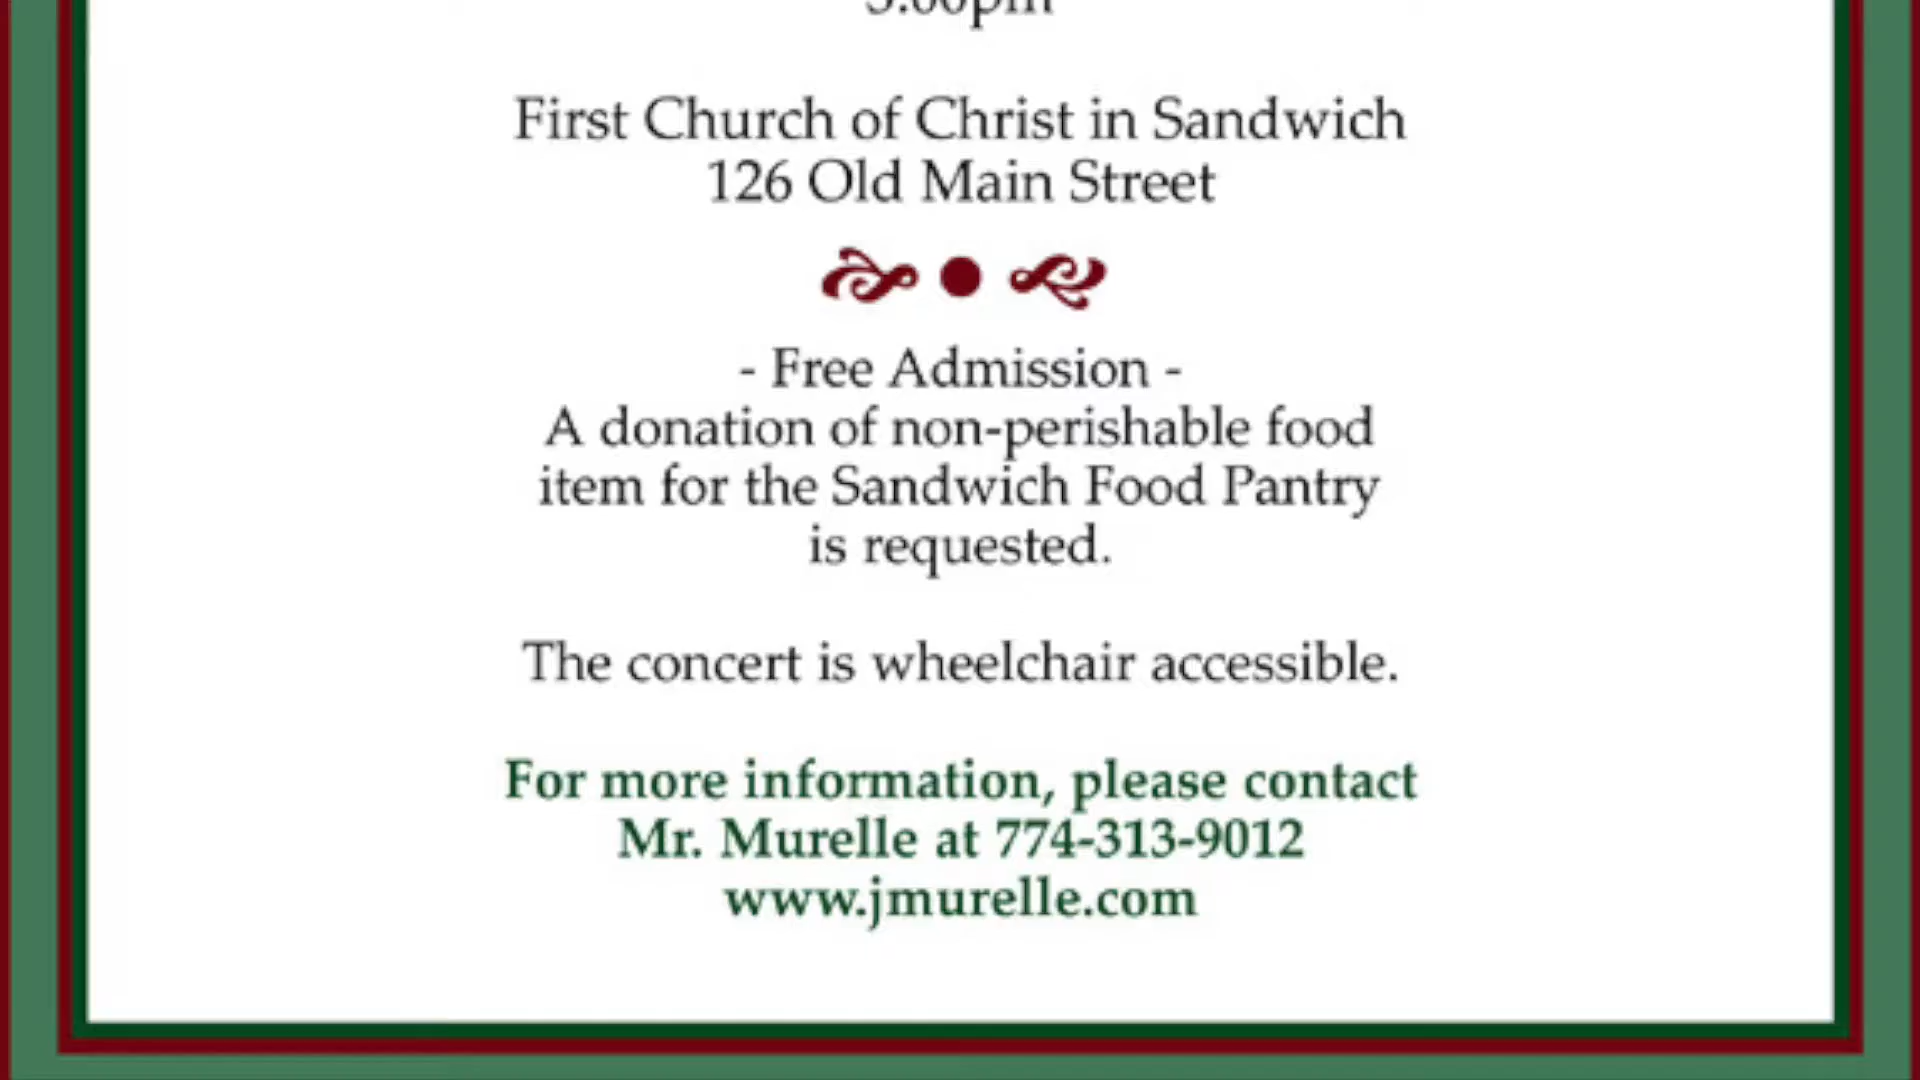 First Church of Christ in Sandwich
126 Old Main Street
- Free Admission -
A donation of non-perishable food
item for the Sandwich Food Pantry
is requested.
The concert is wheelchair accessible.
For more information, please contact
Mr. Murelle at 774-313-9012
www.jmurelle.com